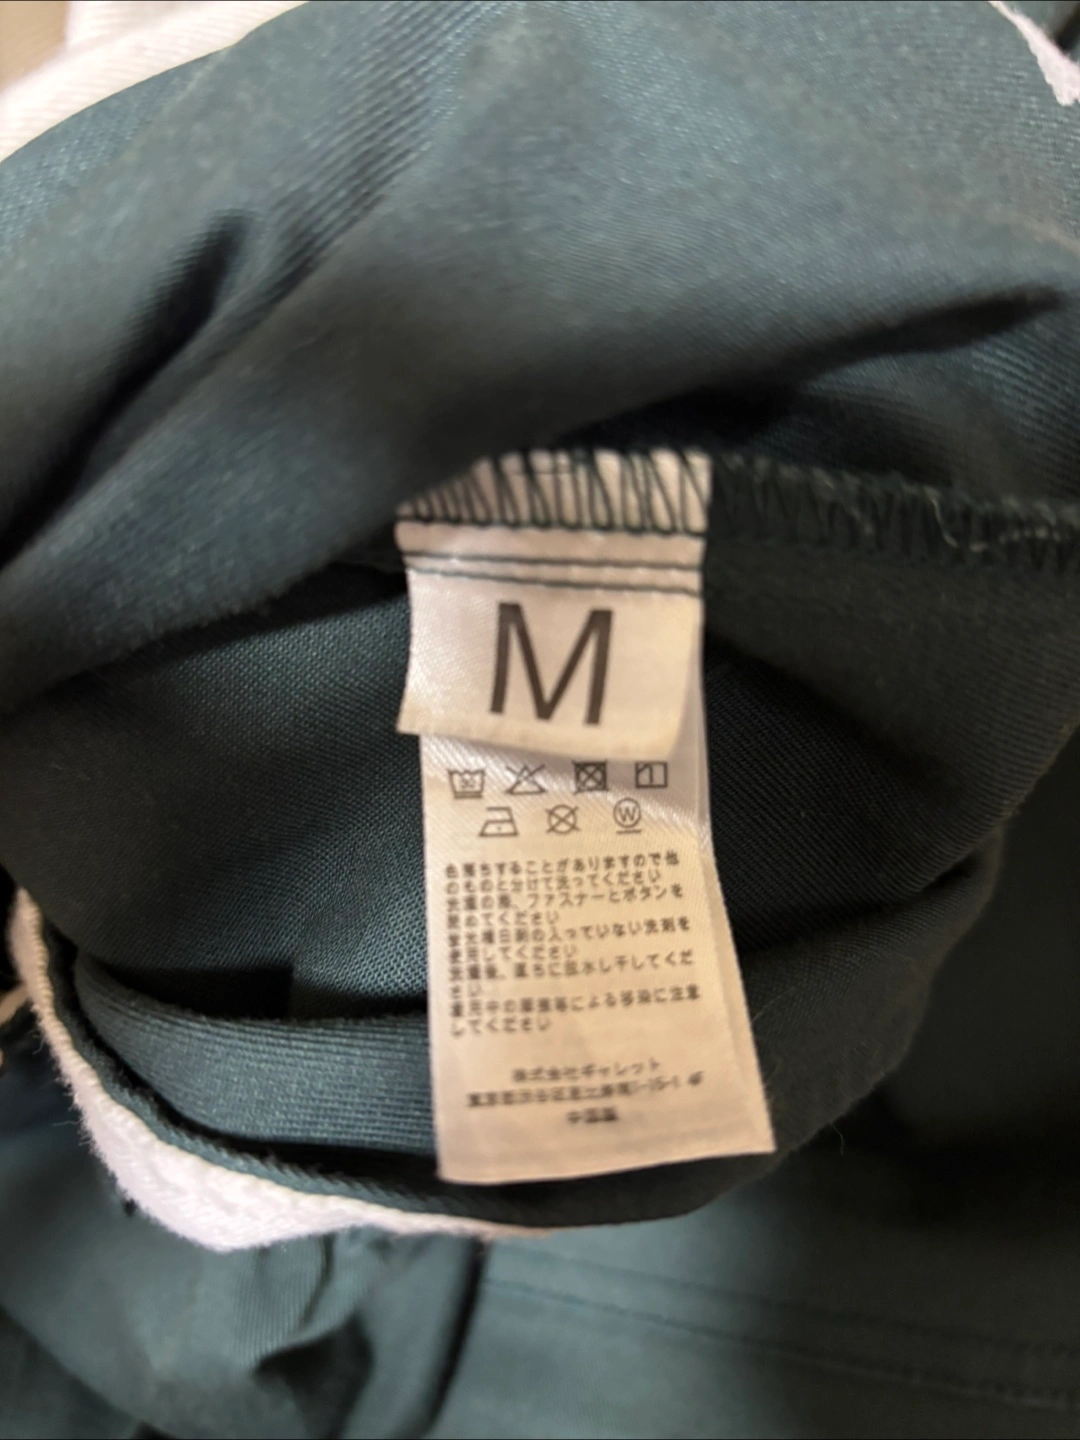 M
30
W
色落ちすることがありますので他
のものと分けて洗ってください
洗濯の際、ファスナーとボタンを
閉めてください
蛍光増白剤の入っていない洗剤を
使用してください
洗濯後、直ちに脱水し干してくだ
さい
着用中の摩擦等による移染に注意
してください
株式会社ギャレット